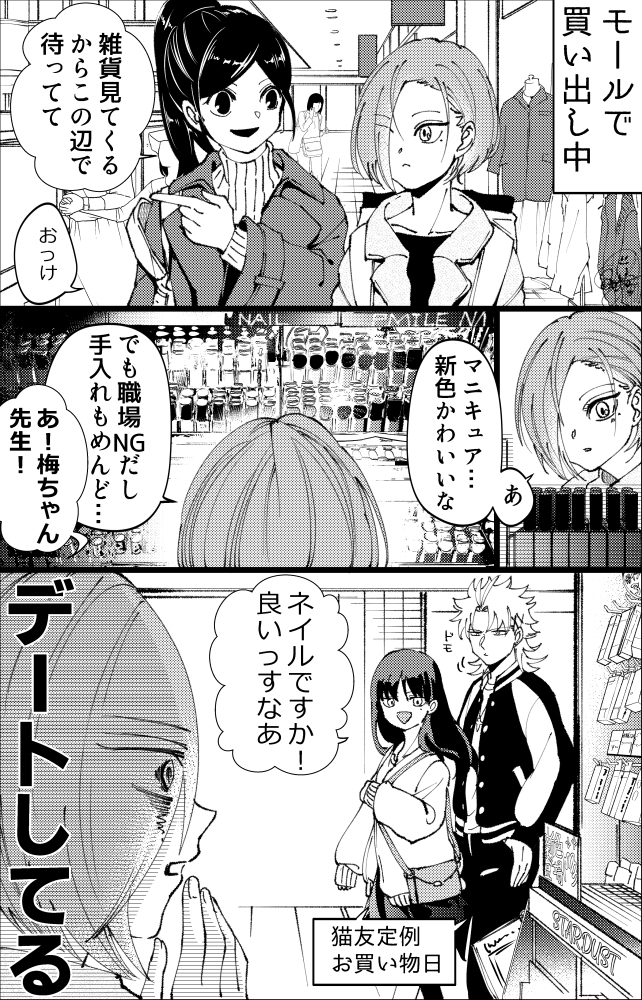 モールで
買い出し中
雑貨見てくる
からこの辺で
待ってて
おっけ
あ
マニキュア…
新色かわいいな
NAIL
SMILE
でも職場NGだし
手入れもめんど…
あ！梅ちゃん
先生！
ドモ
ネイルですか！
良いっすなあ
デートしてる
猫友定例
お買い物日
STARDUST